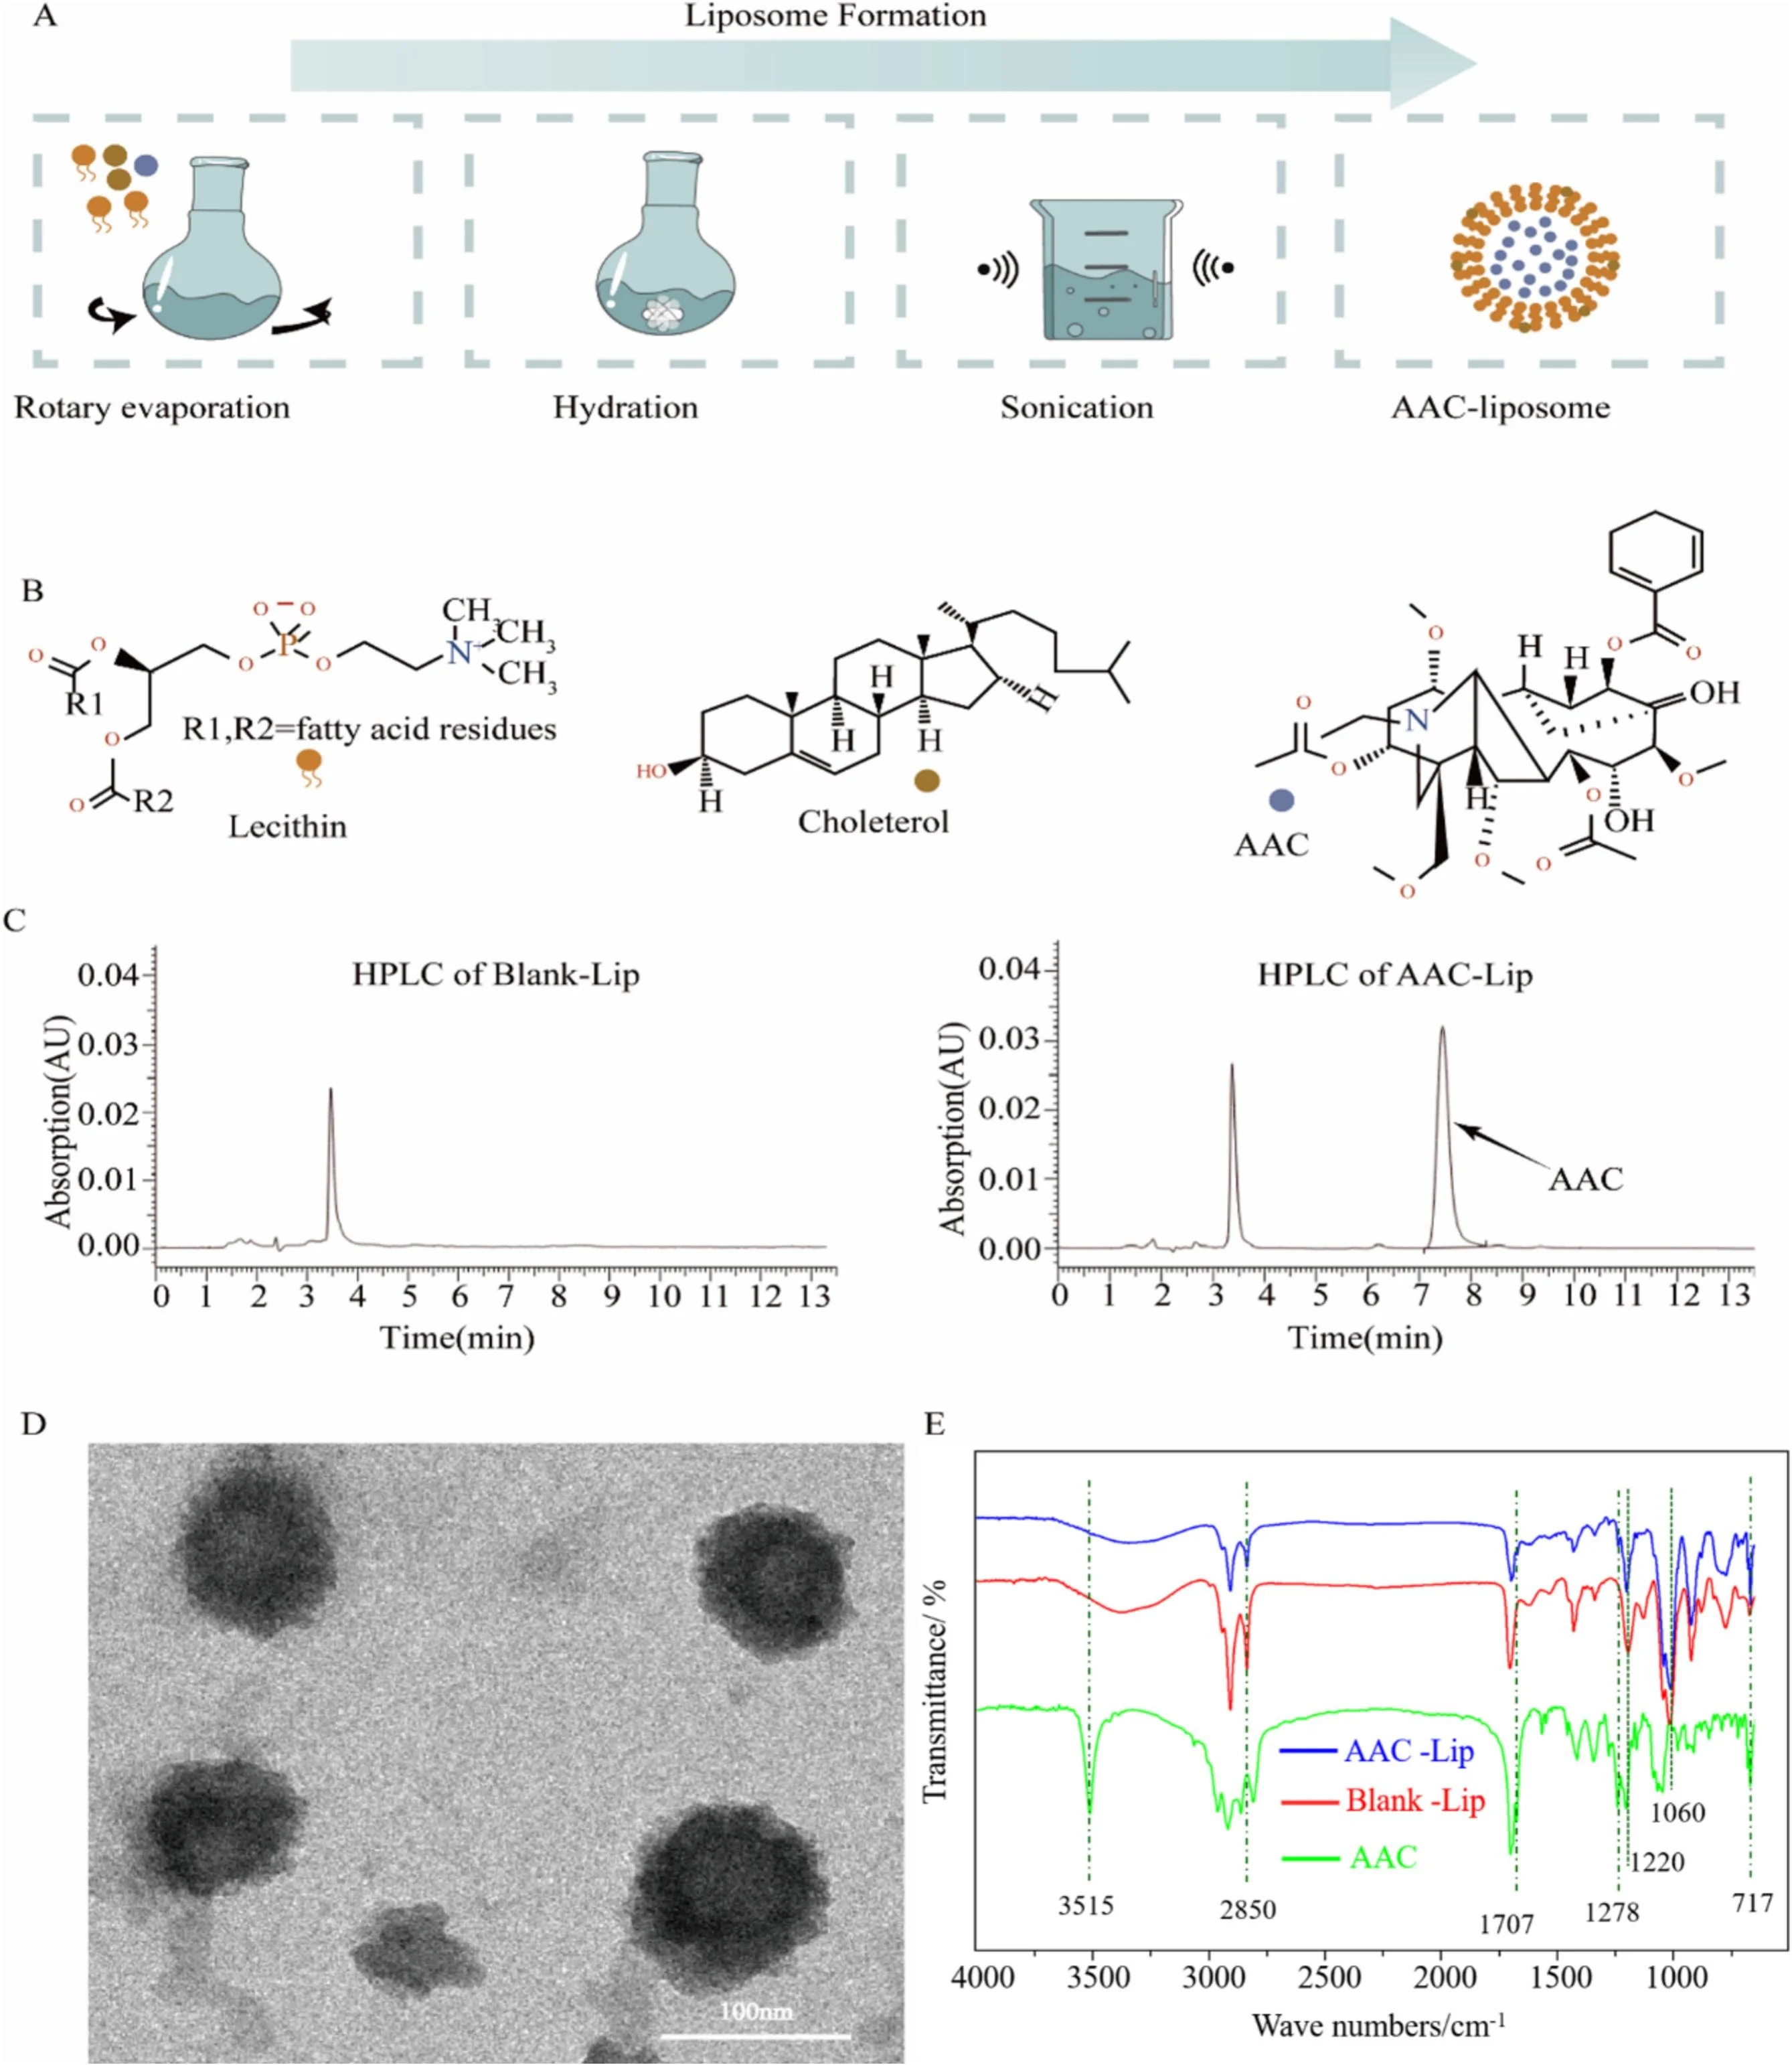 A
Liposome Formation
Rotary evaporation
Hydration
Sonication
AAC-liposome
B
O
O
R1
O
O
R2
O
O
O
P
O
N+
CH3
CH3
CH3
R1,R2=fatty acid residues
Lecithin
HO
H
H
H
H
H
Choleterol
O
O
O
N
H
H
H
O
O
OH
O
OH
O
O
O
O
AAC
C
HPLC of Blank-Lip
Absorption(AU)
0.04
0.03
0.02
0.01
0.00
0 1 2 3 4 5 6 7 8 9 10 11 12 13
Time(min)
HPLC of AAC-Lip
Absorption(AU)
0.04
0.03
0.02
0.01
0.00
AAC
0 1 2 3 4 5 6 7 8 9 10 11 12 13
Time(min)
D
100nm
E
Transmittance/ %
AAC -Lip
Blank -Lip
AAC
3515
2850
1707
1278
1220
1060
717
4000 3500 3000 2500 2000 1500 1000
Wave numbers/cm-1